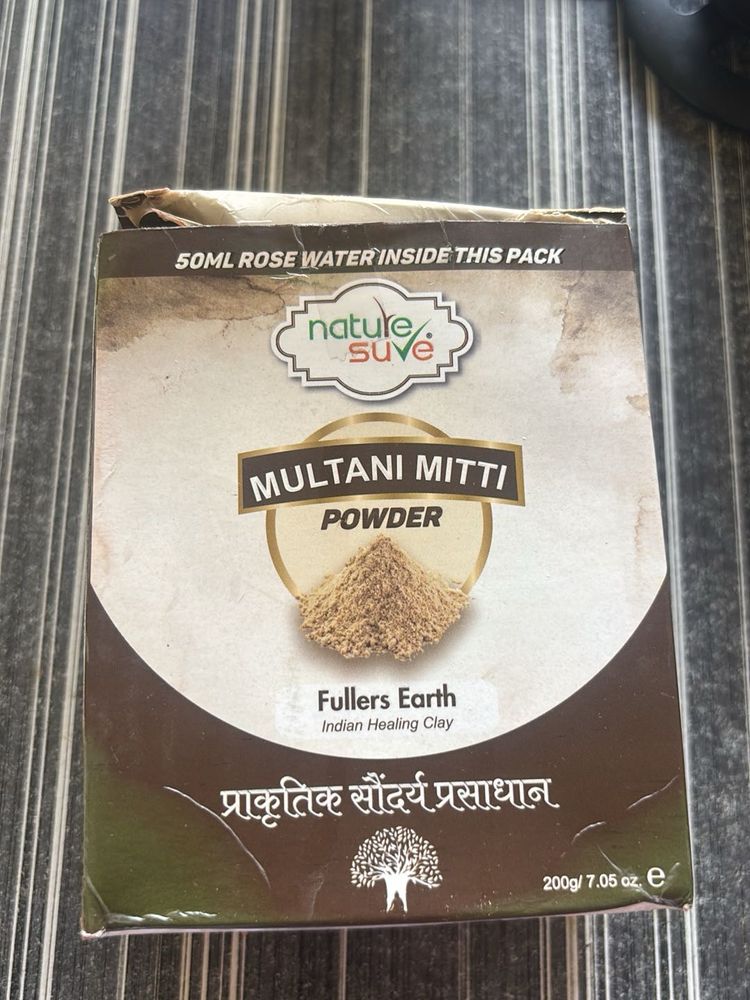 50ML ROSE WATER INSIDE THIS PACK
nature
suve®
MULTANI MITTI
POWDER
Fullers Earth
Indian Healing Clay
प्राकृतिक सौंदर्य प्रसाधान
200g/ 7.05 oz. ℮